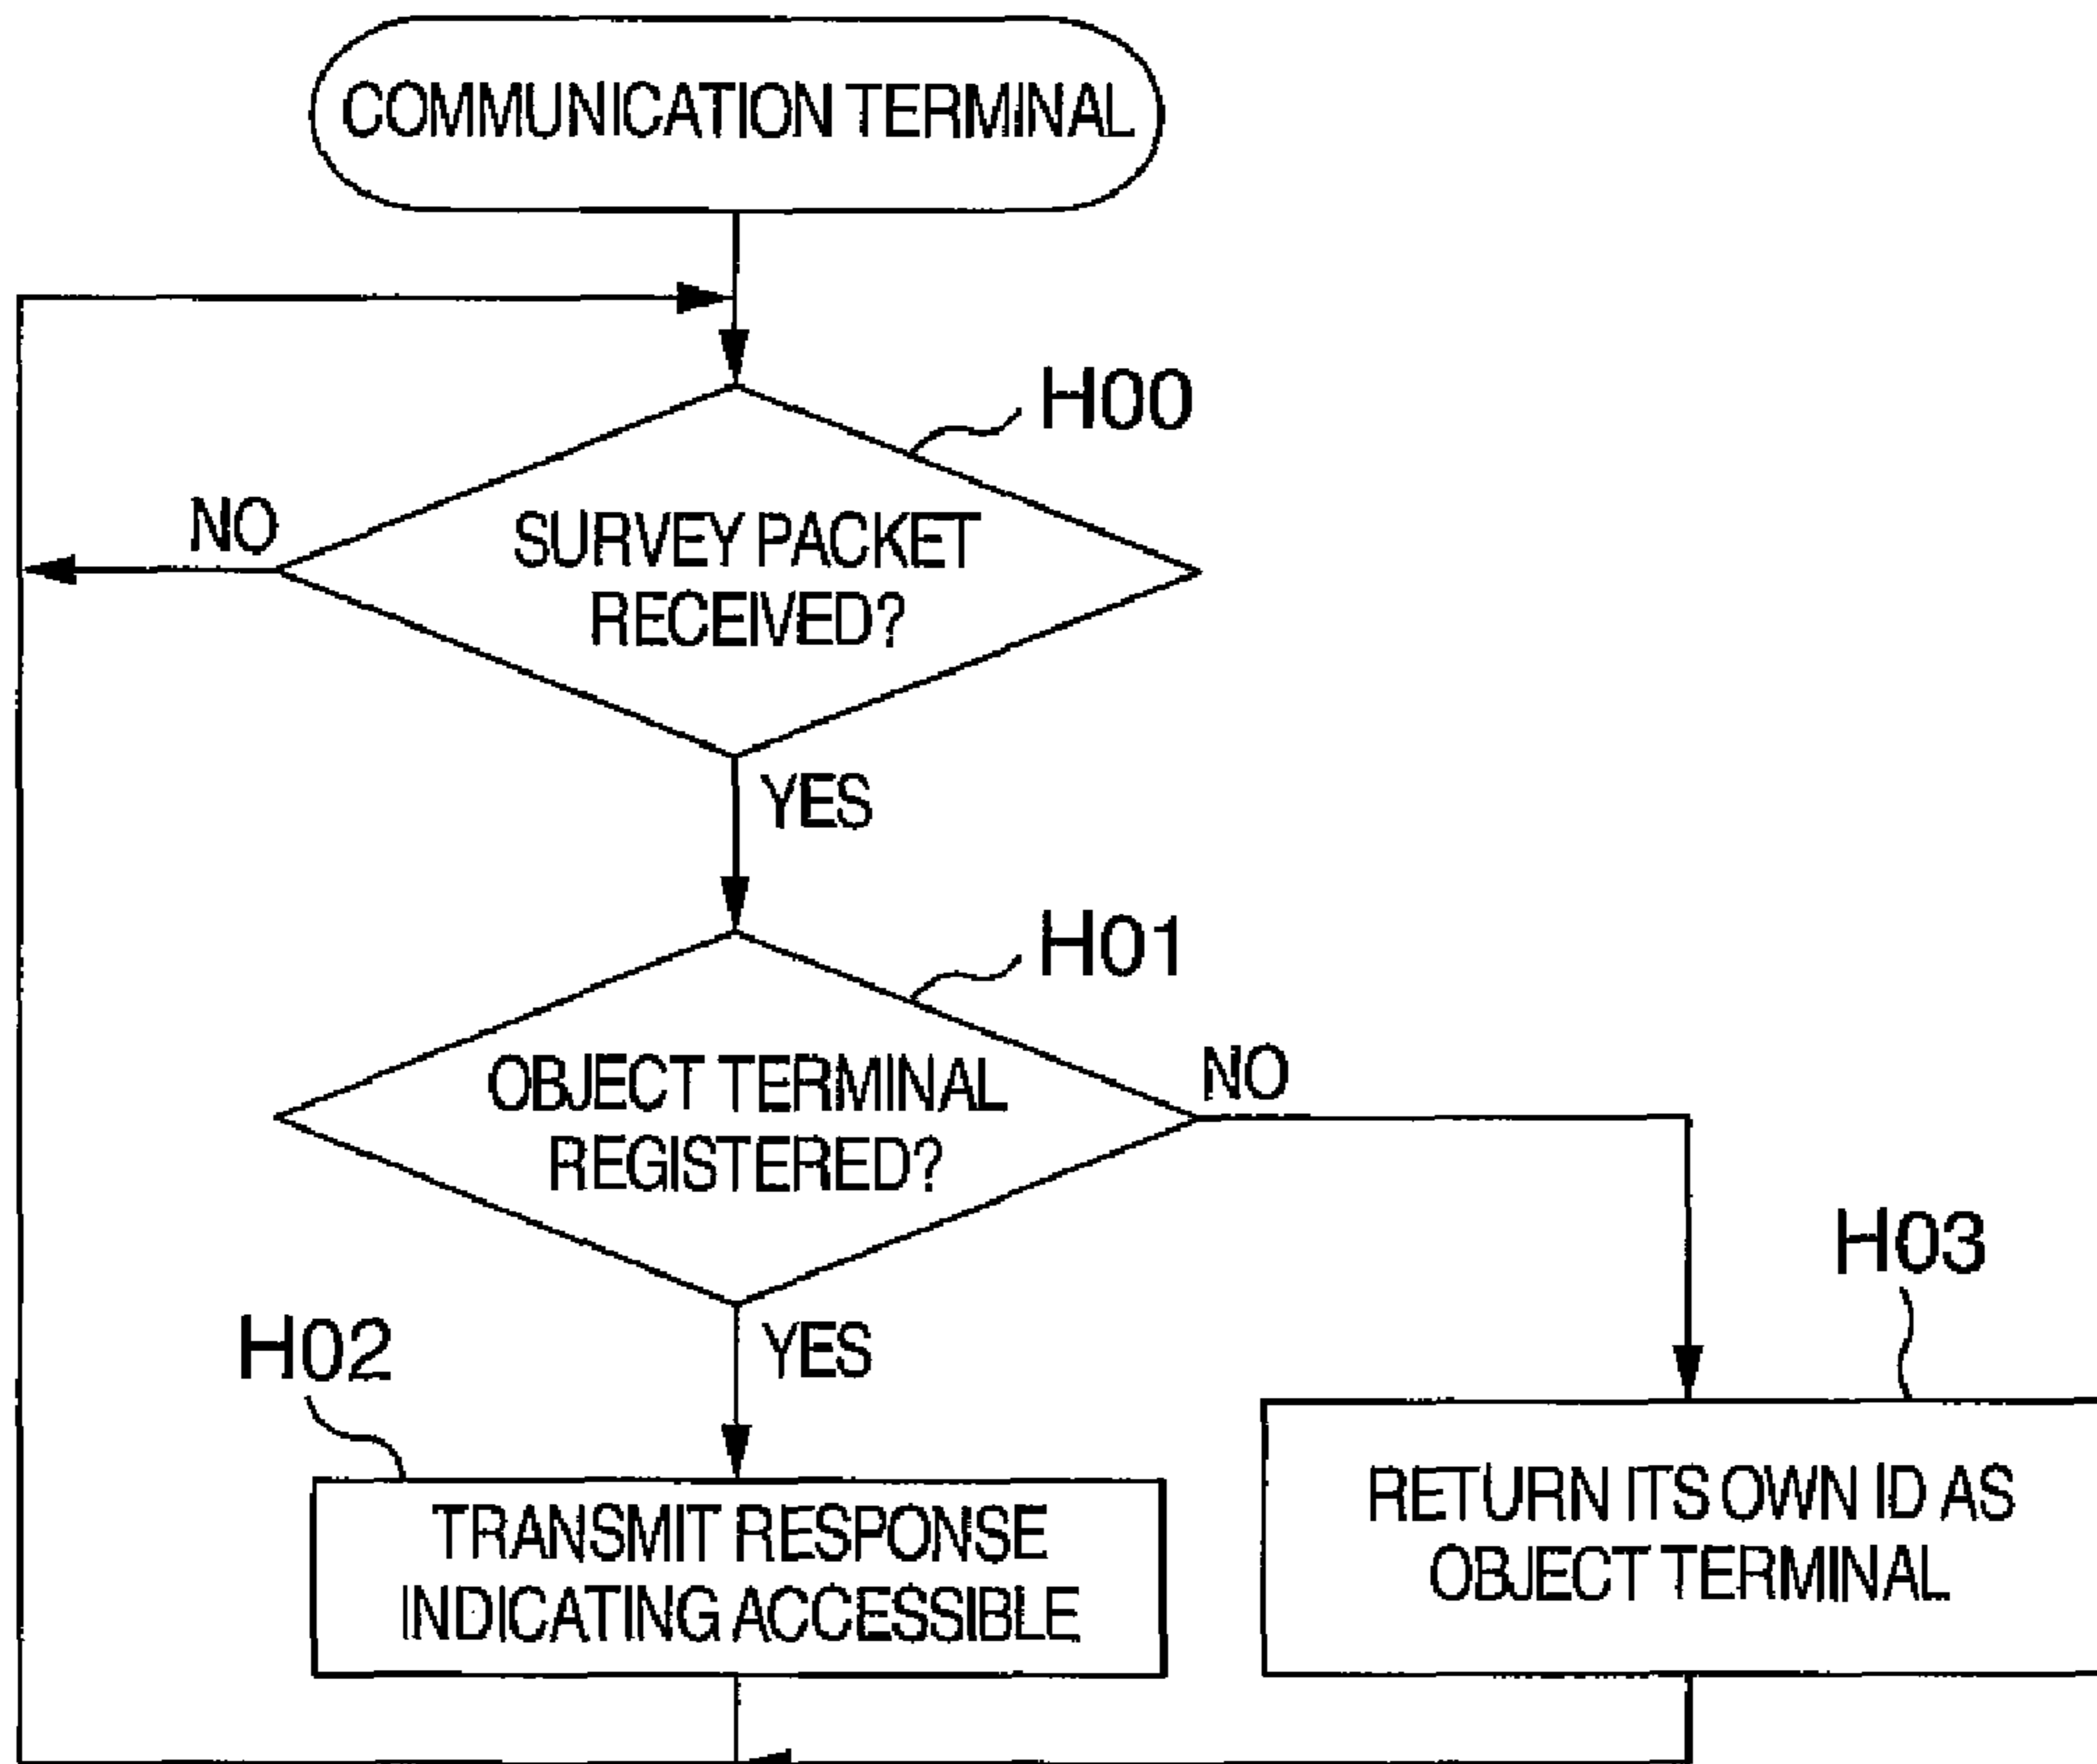 COMMUNICATION TERMINAL
H00
NO
SURVEY PACKET
RECEIVED?
YES
H01
OBJECT TERMINAL
REGISTERED?
NO
YES
H02
H03
TRANSMIT RESPONSE
INDICATING ACCESSIBLE
RETURN ITS OWN ID AS
OBJECT TERMINAL